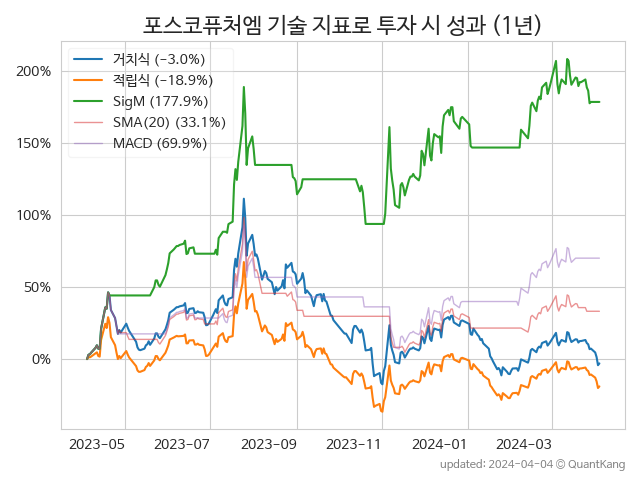 포스코퓨처엠 기술 지표로 투자 시 성과 (1년)
거치식 (−3.0%)
적립식 (−18.9%)
SigM (177.9%)
SMA(20) (33.1%)
MACD (69.9%)
200%
150%
100%
50%
0%
2023-05 2023-07 2023-09 2023-11 2024-01 2024-03
updated: 2024-04-04 © QuantKang